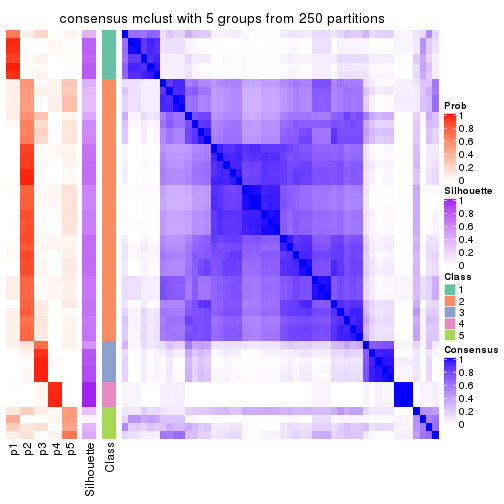 consensus mclust with 5 groups from 250 partitions
Prob
1
0.8
0.6
0.4
0.2
0
Silhouette
1
0.8
0.6
0.4
0.2
0
Class
1
2
3
4
5
Consensus
1
0.8
0.6
0.4
0.2
0
p1
p2
p3
p4
p5
Silhouette
Class